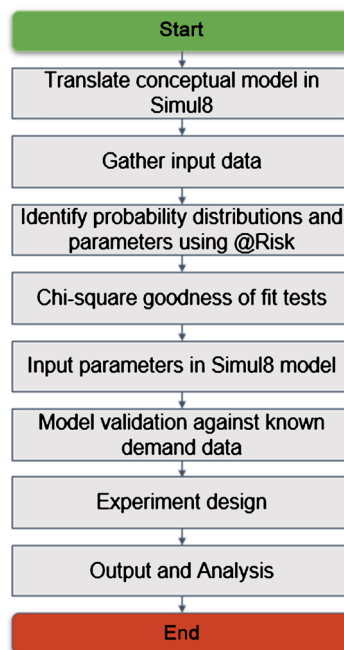 Start
Translate conceptual model in
Simul8
Gather input data
Identify probability distributions and
parameters using @Risk
Chi-square goodness of fit tests
Input parameters in Simul8 model
Model validation against known
demand data
Experiment design
Output and Analysis
End